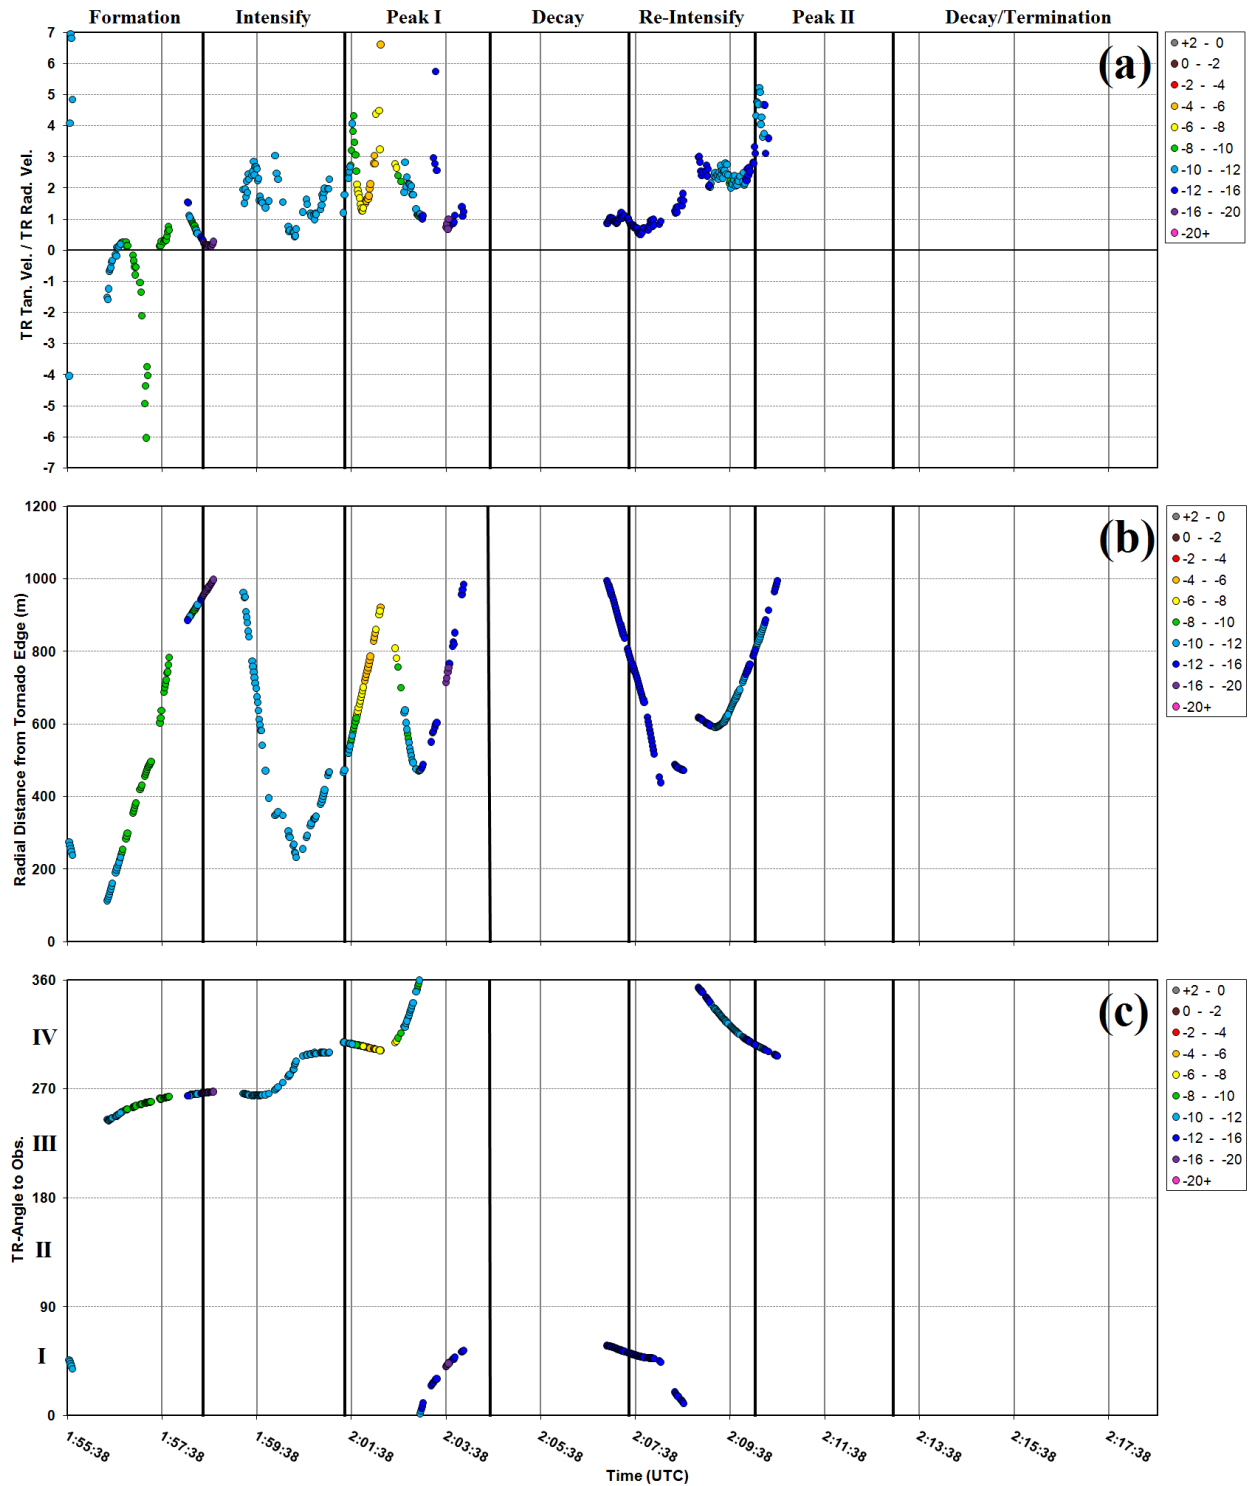 Formation Intensify Peak I Decay Re-Intensify Peak II Decay/Termination
(a)
TR Tan. Vel. / TR Rad. Vel.
7
6
5
4
3
2
1
0
-1
-2
-3
-4
-5
-6
-7
+2 - 0
0 - -2
-2 - -4
-4 - -6
-6 - -8
-8 - -10
-10 - -12
-12 - -16
-16 - -20
-20+
(b)
Radial Distance from Tornado Edge (m)
1200
1000
800
600
400
200
0
+2 - 0
0 - -2
-2 - -4
-4 - -6
-6 - -8
-8 - -10
-10 - -12
-12 - -16
-16 - -20
-20+
(c)
TR-Angle to Obs.
360
IV
270
III
180
II
90
I
0
+2 - 0
0 - -2
-2 - -4
-4 - -6
-6 - -8
-8 - -10
-10 - -12
-12 - -16
-16 - -20
-20+
1:55:38 1:57:38 1:59:38 2:01:38 2:03:38 2:05:38 2:07:38 2:09:38 2:11:38 2:13:38 2:15:38 2:17:38
Time (UTC)